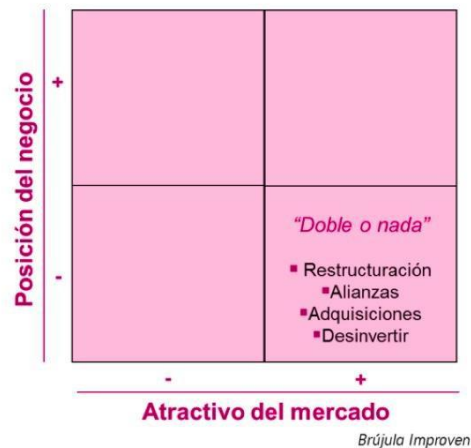 Posición del negocio
+
-
"Doble o nada"
▪ Restructuración
▪Alianzas
▪Adquisiciones
▪Desinvertir
- +
Atractivo del mercado
Brújula Improven